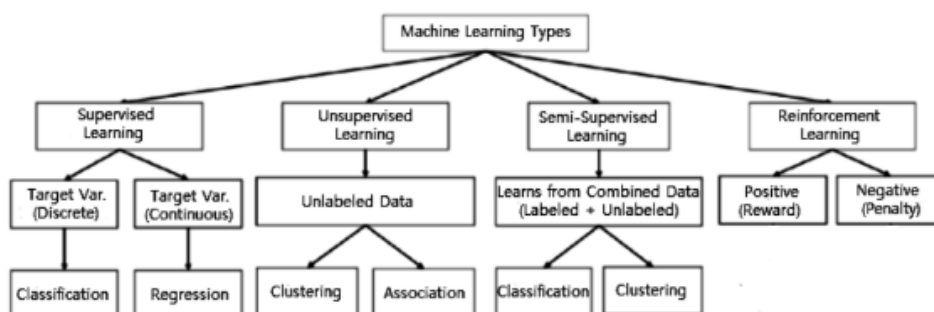 Machine Learning Types
Supervised
Learning
Unsupervised
Learning
Semi-Supervised
Learning
Reinforcement
Learning
Target Var.
(Discrete)
Target Var.
(Continuous)
Unlabeled Data
Learns from Combined Data
(Labeled + Unlabeled)
Positive
(Reward)
Negative
(Penalty)
Classification
Regression
Clustering
Association
Classification
Clustering